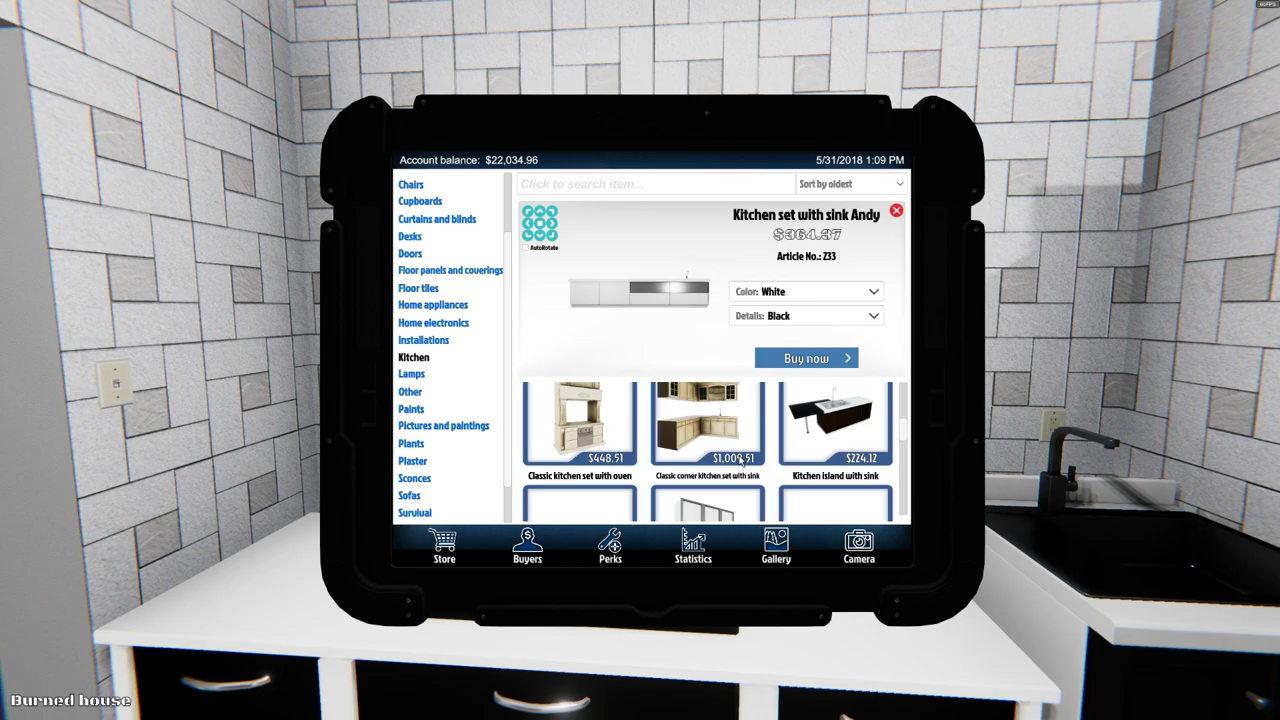 60FPS
Account balance: $22,034.96
5/31/2018 1:09 PM
Chairs
Cupboards
Curtains and blinds
Desks
Doors
Floor panels and coverings
Floor tiles
Home appliances
Home electronics
Installations
Kitchen
Lamps
Other
Paints
Pictures and paintings
Plants
Plaster
Sconces
Sofas
Survival
Click to search item...
Sort by oldest
AutoRotate
Kitchen set with sink Andy
$364.37
Article No.: Z33
Color: White
Details: Black
Buy now
$448.51
$1,009.51
$224.12
Classic kitchen set with oven
Classic corner kitchen set with sink
Kitchen island with sink
Store
Buyers
Perks
Statistics
Gallery
Camera
Burned house